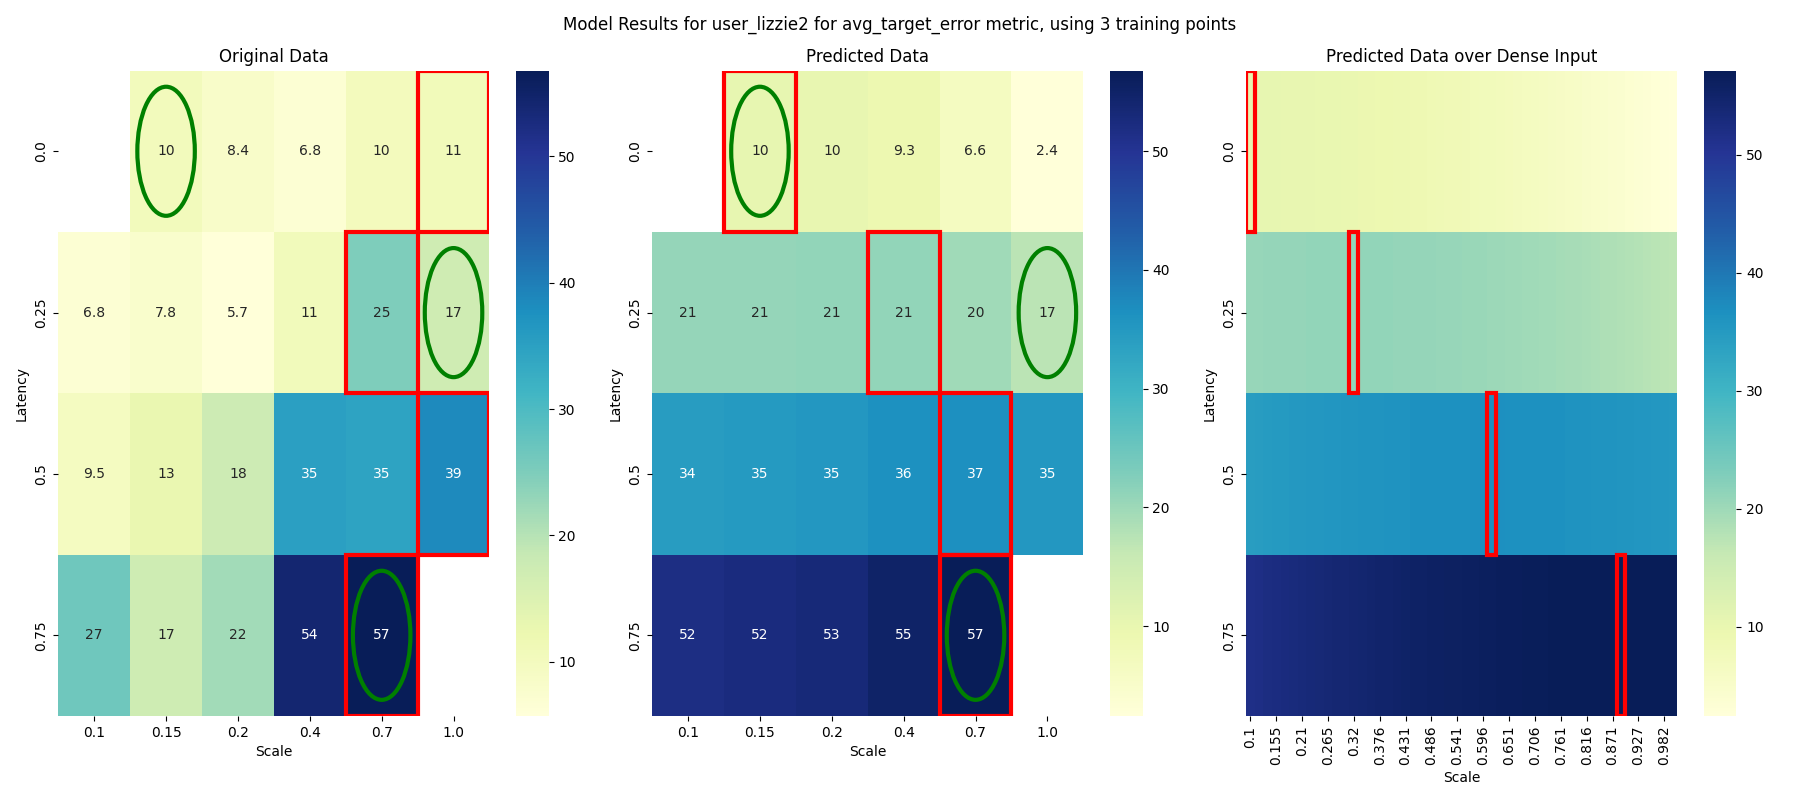 Model Results for user_lizzie2 for avg_target_error metric, using 3 training points
Original Data
Latency
0.0
10 8.4 6.8 10 11
0.25
6.8 7.8 5.7 11 25 17
0.5
9.5 13 18 35 35 39
0.75
27 17 22 54 57
0.1 0.15 0.2 0.4 0.7 1.0
Scale
50
40
30
20
10
Predicted Data
Latency
0.0
10 10 9.3 6.6 2.4
0.25
21 21 21 21 20 17
0.5
34 35 35 36 37 35
0.75
52 52 53 55 57
0.1 0.15 0.2 0.4 0.7 1.0
Scale
50
40
30
20
10
Predicted Data over Dense Input
Latency
0.0
0.25
0.5
0.75
0.1 0.155 0.21 0.265 0.32 0.376 0.431 0.486 0.541 0.596 0.651 0.706 0.761 0.816 0.871 0.927 0.982
Scale
50
40
30
20
10